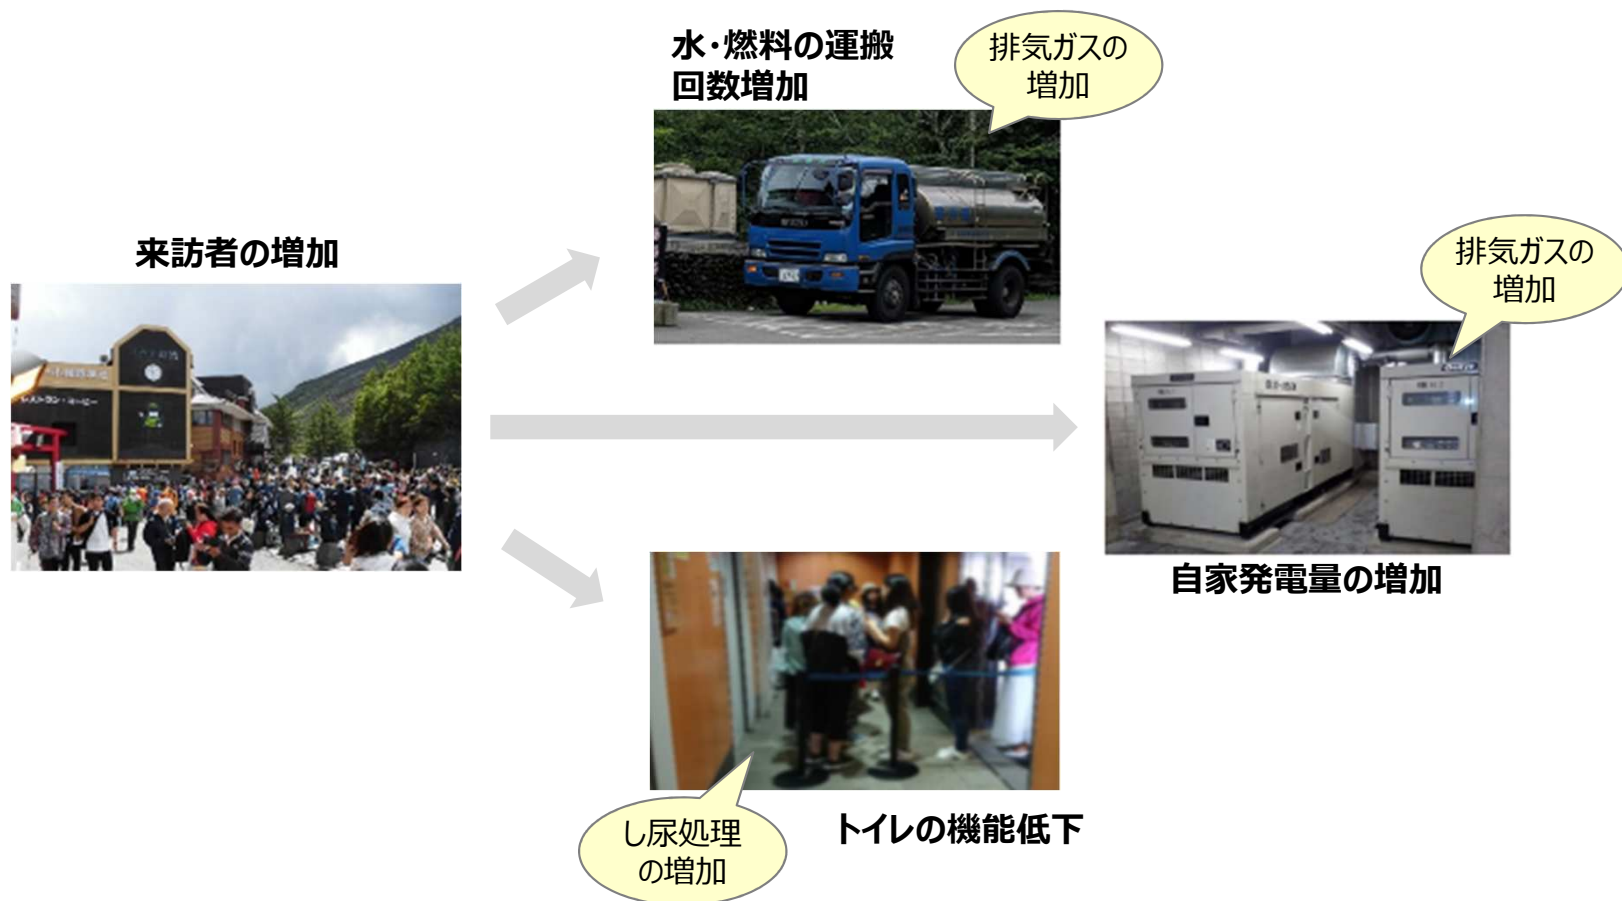 水・燃料の運搬
回数増加
排気ガスの
増加
来訪者の増加
排気ガスの
増加
自家発電量の増加
し尿処理
の増加
トイレの機能低下